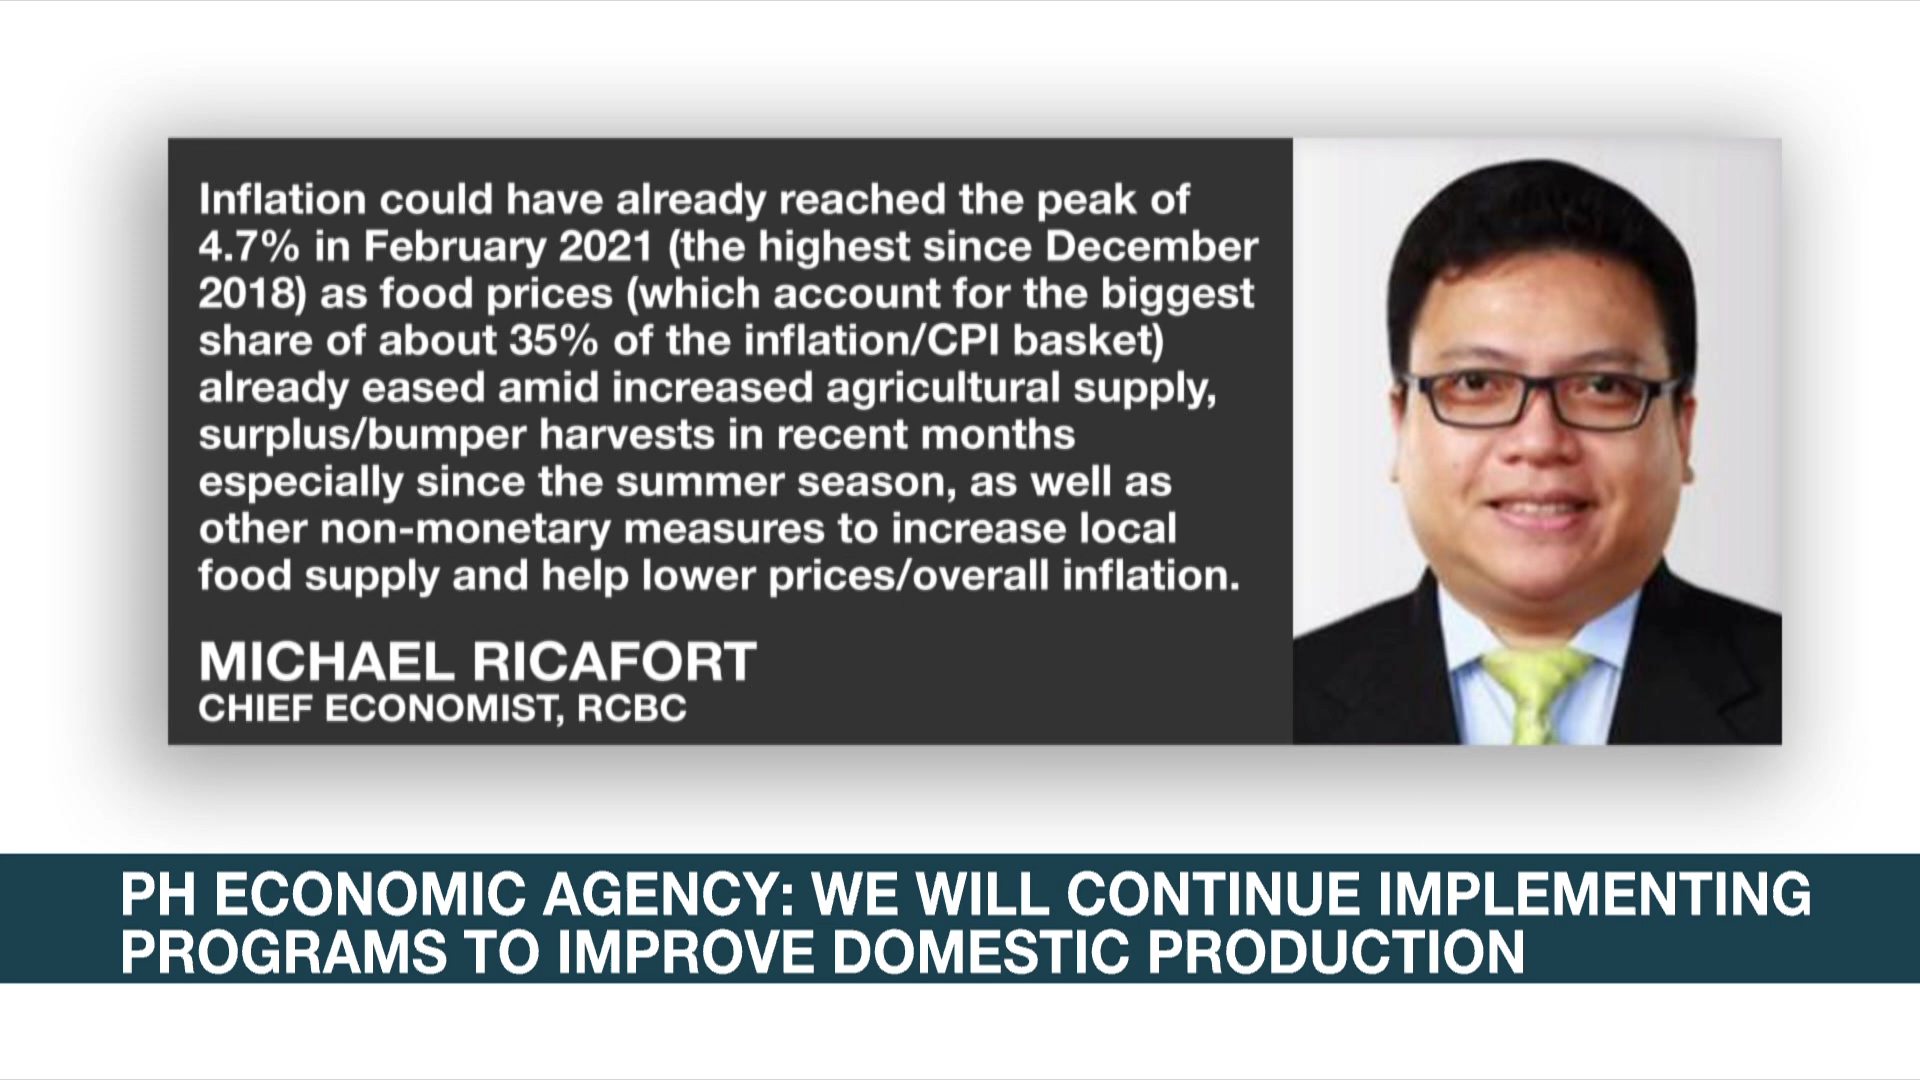 Inflation could have already reached the peak of
4.7% in February 2021 (the highest since December
2018) as food prices (which account for the biggest
share of about 35% of the inflation/CPI basket)
already eased amid increased agricultural supply,
surplus/bumper harvests in recent months
especially since the summer season, as well as
other non-monetary measures to increase local
food supply and help lower prices/overall inflation.
MICHAEL RICAFORT
CHIEF ECONOMIST, RCBC
PH ECONOMIC AGENCY: WE WILL CONTINUE IMPLEMENTING
PROGRAMS TO IMPROVE DOMESTIC PRODUCTION